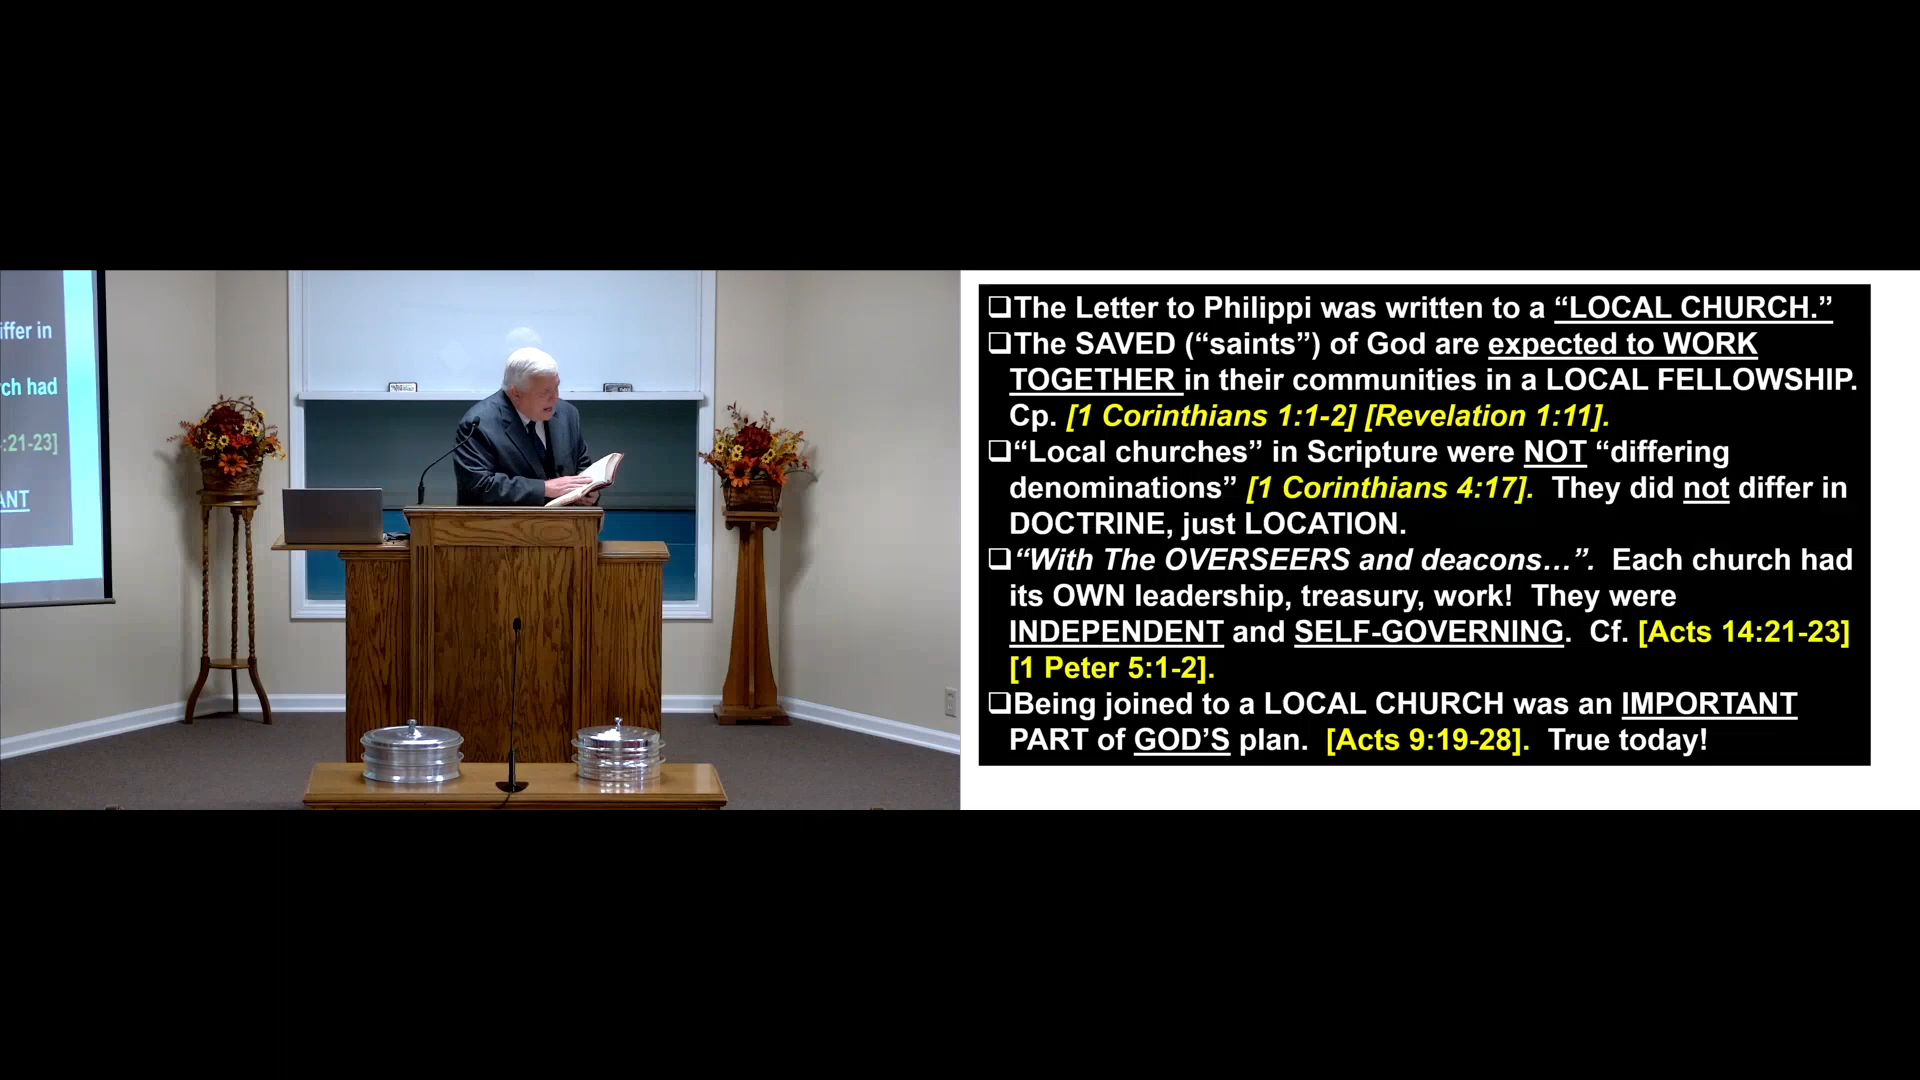 iffer in
rch had
:21-23]
ANT
❑The Letter to Philippi was written to a “LOCAL CHURCH.”
❑The SAVED (“saints”) of God are expected to WORK
TOGETHER in their communities in a LOCAL FELLOWSHIP.
Cp. [1 Corinthians 1:1-2] [Revelation 1:11].
❑“Local churches” in Scripture were NOT “differing
denominations” [1 Corinthians 4:17].  They did not differ in
DOCTRINE, just LOCATION.
❑“With The OVERSEERS and deacons…”.  Each church had
its OWN leadership, treasury, work!  They were
INDEPENDENT and SELF-GOVERNING.  Cf. [Acts 14:21-23]
[1 Peter 5:1-2].
❑Being joined to a LOCAL CHURCH was an IMPORTANT
PART of GOD’S plan.  [Acts 9:19-28].  True today!